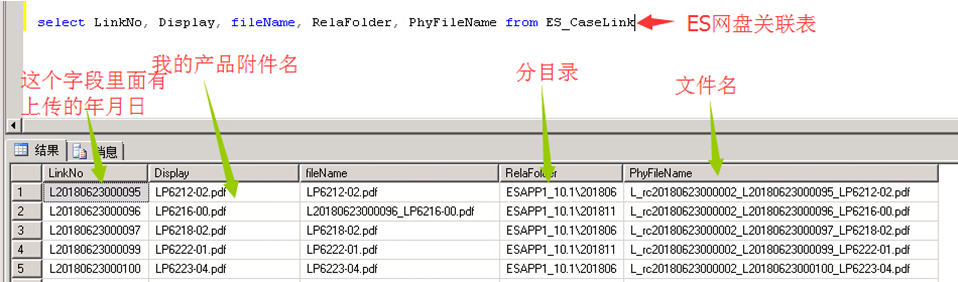 select LinkNo, Display, fileName, RelaFolder, PhyFileName from ES_CaseLink
ES网盘关联表
这个字段里面有
上传的年月日
我的产品附件名
分目录
文件名
结果 消息
LinkNo Display fileName RelaFolder PhyFileName
1 L20180623000095 LP6212-02.pdf LP6212-02.pdf ESAPP1_10.1\201806 L_rc20180623000002_L20180623000095_LP6212-02.pdf
2 L20180623000096 LP6216-00.pdf L20180623000096_LP6216-00.pdf ESAPP1_10.1\201811 L_rc20180623000002_L20180623000096_LP6216-00.pdf
3 L20180623000097 LP6218-02.pdf LP6218-02.pdf ESAPP1_10.1\201806 L_rc20180623000002_L20180623000097_LP6218-02.pdf
4 L20180623000099 LP6222-01.pdf LP6222-01.pdf ESAPP1_10.1\201811 L_rc20180623000002_L20180623000099_LP6222-01.pdf
5 L20180623000100 LP6223-04.pdf LP6223-04.pdf ESAPP1_10.1\201806 L_rc20180623000002_L20180623000100_LP6223-04.pdf